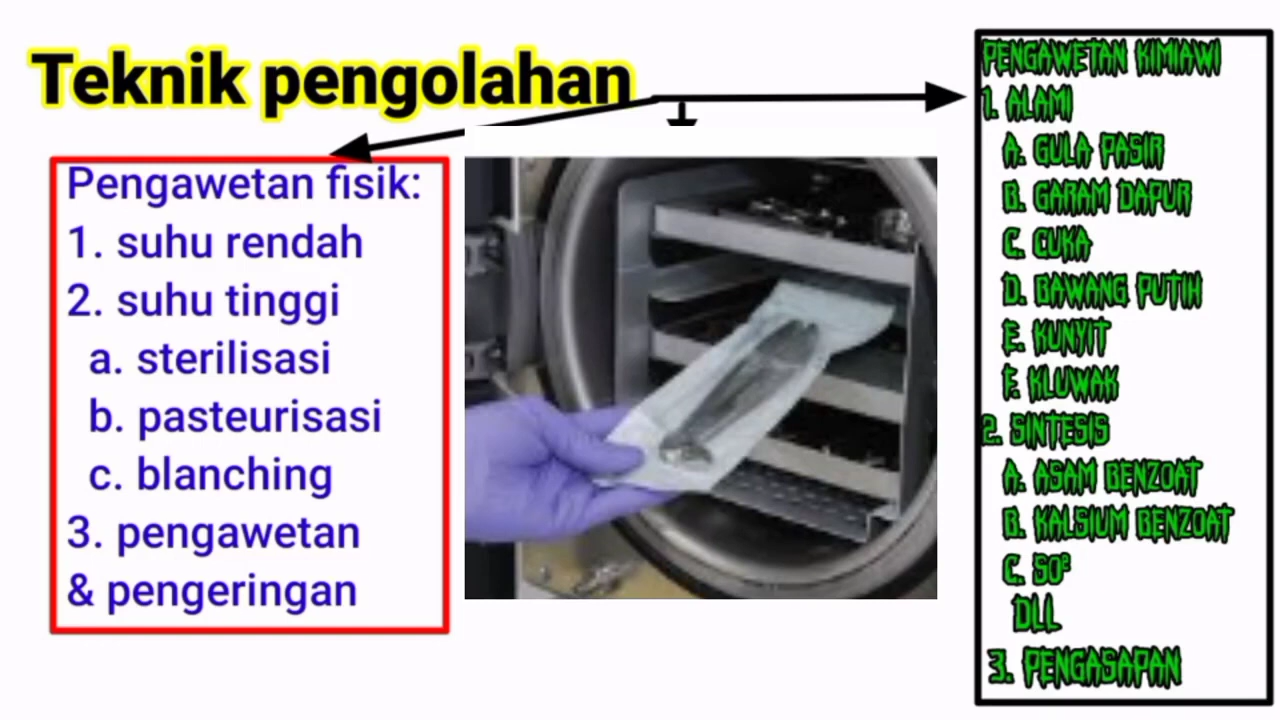 Teknik pengolahan
Pengawetan fisik:
1. suhu rendah
2. suhu tinggi
a. sterilisasi
b. pasteurisasi
c. blanching
3. pengawetan
& pengeringan
PENGAWETAN KIMIAWI
1. ALAMI
A. GULA PASIR
B. GARAM DAPUR
C. CUKA
D. BAWANG PUTIH
E. KUNYIT
F. KLUWAK
2. SINTESIS
A. ASAM BENZOAT
B. KALSIUM BENZOAT
C. SO²
DLL
3. PENGASAPAN